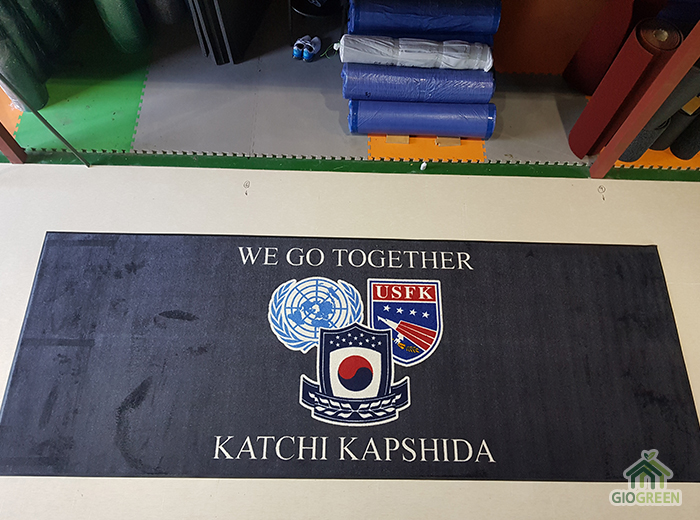 WE GO TOGETHER
USFK
KATCHI KAPSHIDA
GIOGREEN